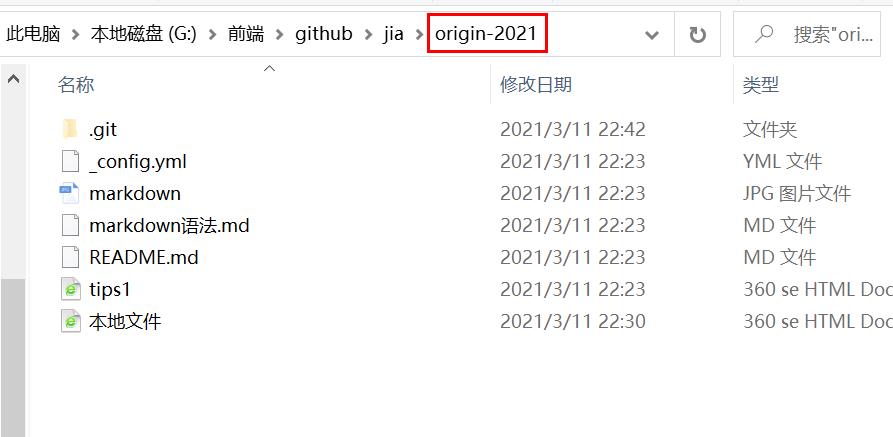 此电脑 > 本地磁盘 (G:) > 前端 > github > jia > origin-2021 搜索"ori...
名称 修改日期 类型
.git 2021/3/11 22:42 文件夹
_config.yml 2021/3/11 22:23 YML 文件
markdown 2021/3/11 22:23 JPG 图片文件
markdown语法.md 2021/3/11 22:23 MD 文件
README.md 2021/3/11 22:23 MD 文件
tips1 2021/3/11 22:23 360 se HTML Doc
本地文件 2021/3/11 22:30 360 se HTML Doc